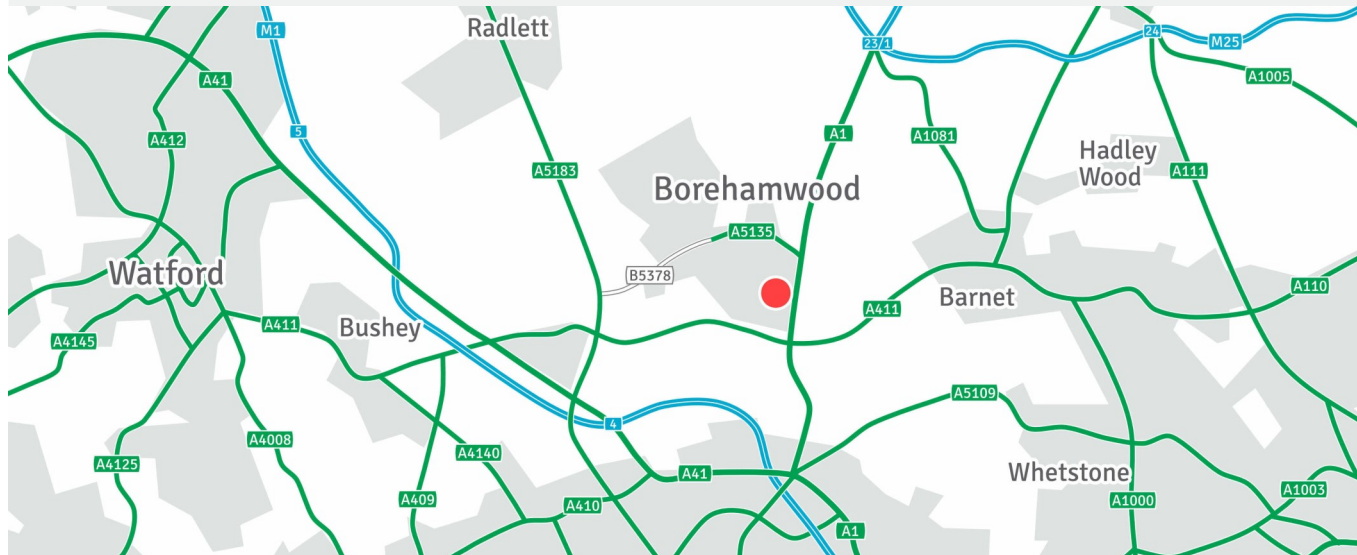 M1
Radlett
23/1
24
M25
A41
A1005
5
A412
A1
A1081
Hadley
Wood
A5183
A111
Borehamwood
A5135
Watford
B5378
A110
Barnet
A411
A411
Bushey
A4145
A5109
4
A4008
A4140
A4125
A41
Whetstone
A409
A410
A1000
A1003
A1